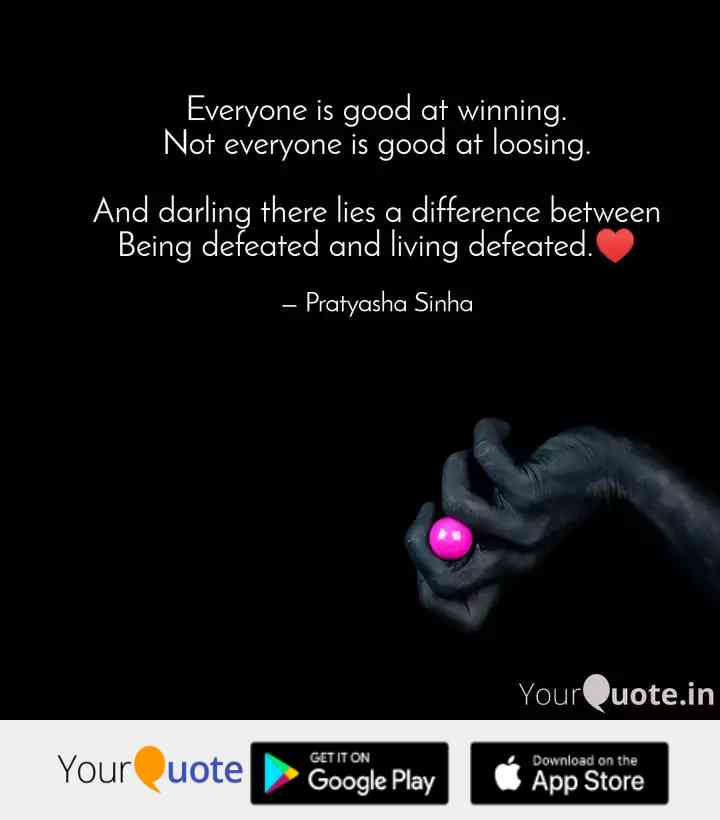 Everyone is good at winning.
Not everyone is good at loosing.
And darling there lies a difference between
Being defeated and living defeated.♥️
– Pratyasha Sinha
YourQuote.in
YourQuote
GET IT ON
Google Play
Download on the
App Store